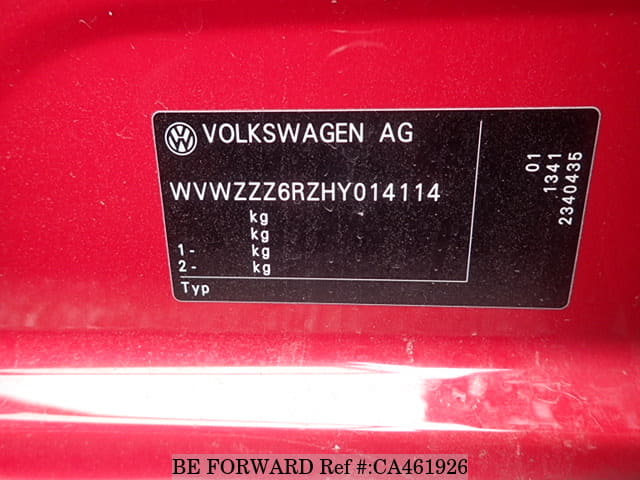 VOLKSWAGEN AG
WVWZZZ6RZHY014114
kg
kg
1- kg
2- kg
Typ
01
1341
2340435
BE FORWARD Ref #:CA461926